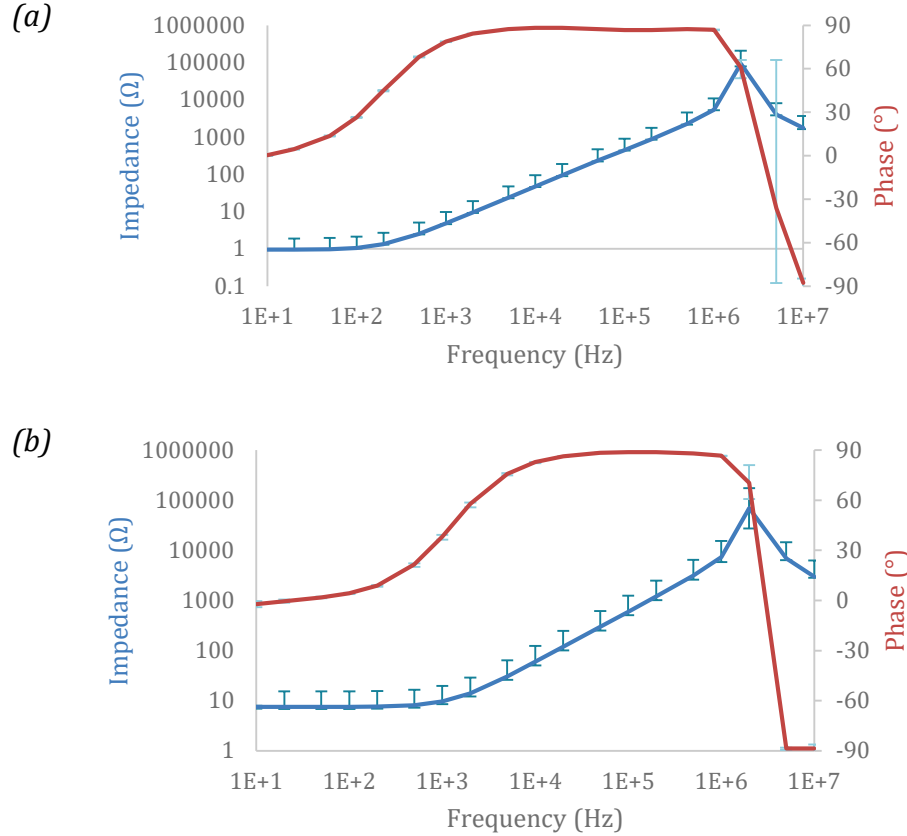 (a)
Impedance (Ω)
1000000
100000
10000
1000
100
10
1
0.1
90
60
30
0
-30
-60
-90
Phase (°)
1E+1 1E+2 1E+3 1E+4 1E+5 1E+6 1E+7
Frequency (Hz)
(b)
Impedance (Ω)
1000000
100000
10000
1000
100
10
1
90
60
30
0
-30
-60
-90
Phase (°)
1E+1 1E+2 1E+3 1E+4 1E+5 1E+6 1E+7
Frequency (Hz)